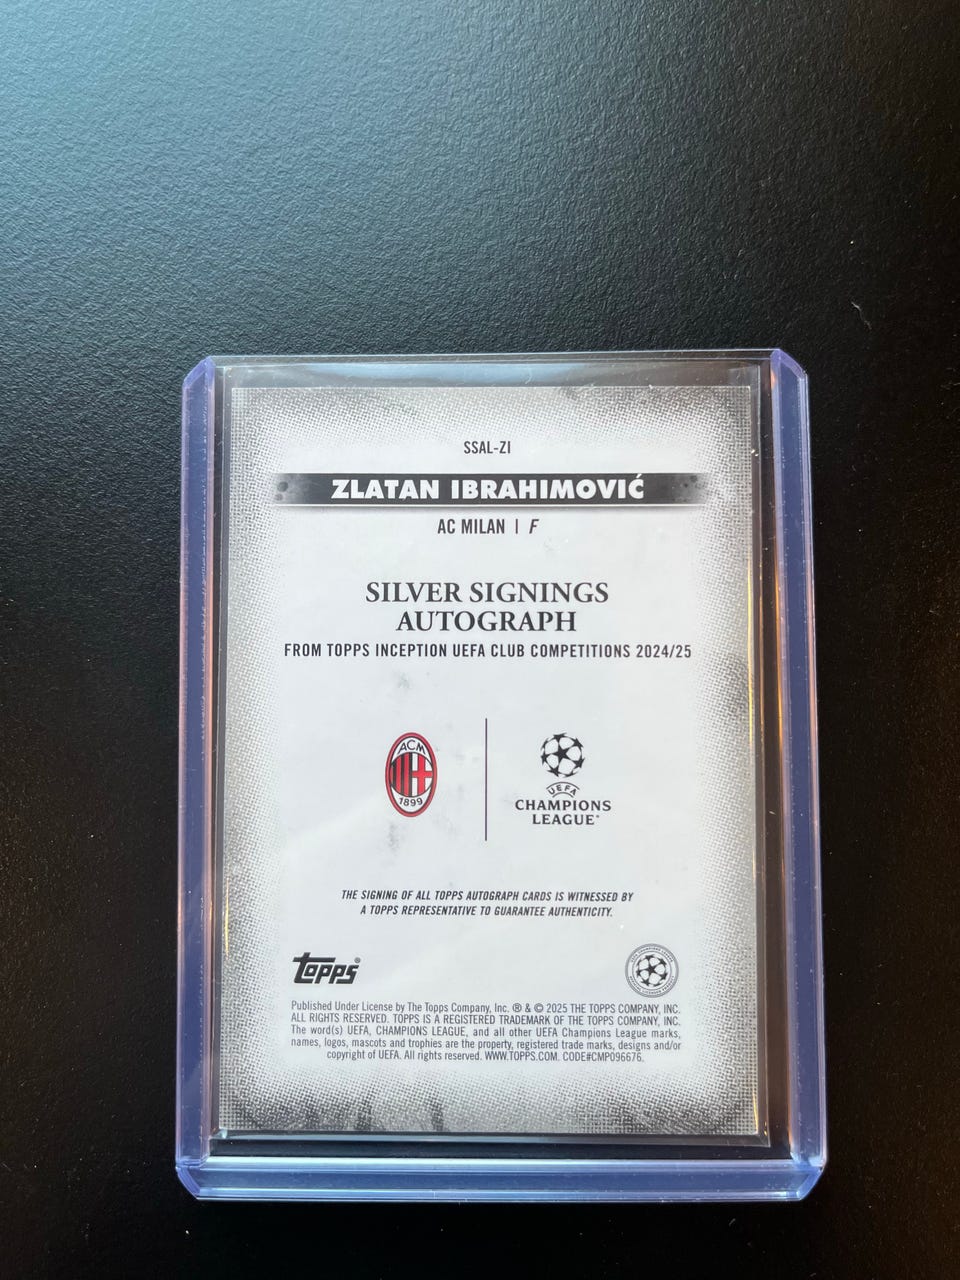 SSAL-ZI
ZLATAN IBRAHIMOVIĆ
AC MILAN | F
SILVER SIGNINGS
AUTOGRAPH
FROM TOPPS INCEPTION UEFA CLUB COMPETITIONS 2024/25
ACM
1899
UEFA
CHAMPIONS
LEAGUE®
THE SIGNING OF ALL TOPPS AUTOGRAPH CARDS IS WITNESSED BY
A TOPPS REPRESENTATIVE TO GUARANTEE AUTHENTICITY.
topps®
Published Under License by The Topps Company, Inc. ® & © 2025 THE TOPPS COMPANY, INC.
ALL RIGHTS RESERVED. TOPPS IS A REGISTERED TRADEMARK OF THE TOPPS COMPANY, INC.
The word(s) UEFA, CHAMPIONS LEAGUE, and all other UEFA Champions League marks,
names, logos, mascots and trophies are the property, registered trade marks, designs and/or
copyright of UEFA. All rights reserved. WWW.TOPPS.COM. CODE#CMP096676.